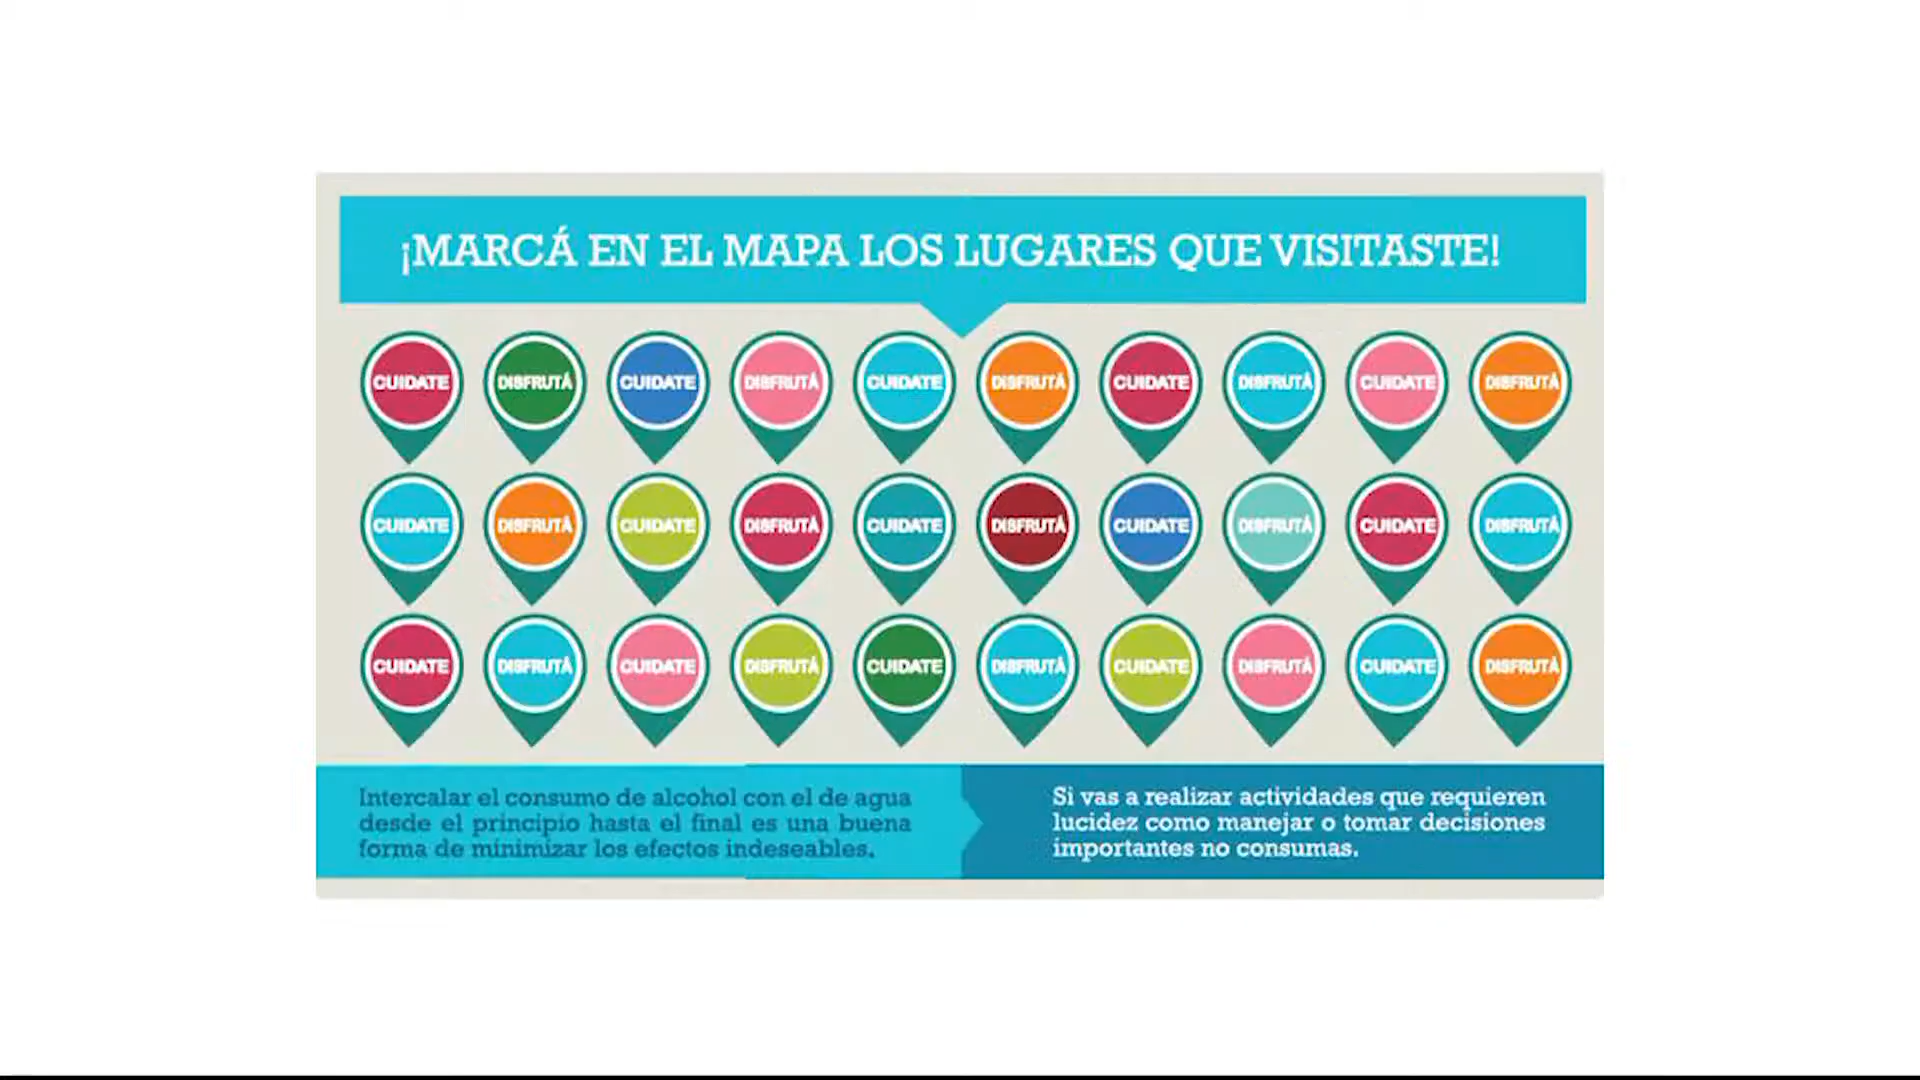 ¡MARCÁ EN EL MAPA LOS LUGARES QUE VISITASTE!
CUIDATE DISFRUTÁ CUIDATE DISFRUTÁ CUIDATE DISFRUTÁ CUIDATE DISFRUTÁ CUIDATE DISFRUTÁ
CUIDATE DISFRUTÁ CUIDATE DISFRUTÁ CUIDATE DISFRUTÁ CUIDATE DISFRUTÁ CUIDATE DISFRUTÁ
CUIDATE DISFRUTÁ CUIDATE DISFRUTÁ CUIDATE DISFRUTÁ CUIDATE DISFRUTÁ CUIDATE DISFRUTÁ
Intercalar el consumo de alcohol con el de agua
desde el principio hasta el final es una buena
forma de minimizar los efectos indeseables.
Si vas a realizar actividades que requieren
lucidez como manejar o tomar decisiones
importantes no consumas.